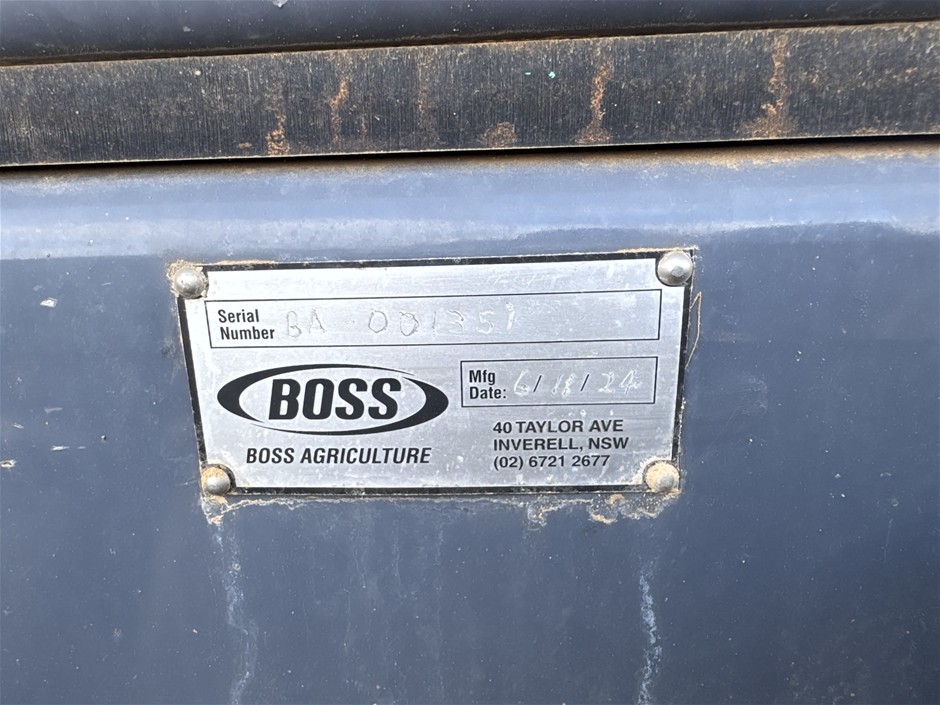 Serial
Number BA 001351
BOSS
BOSS AGRICULTURE
Mfg
Date: 6/18/24
40 TAYLOR AVE
INVERELL, NSW
(02) 6721 2677